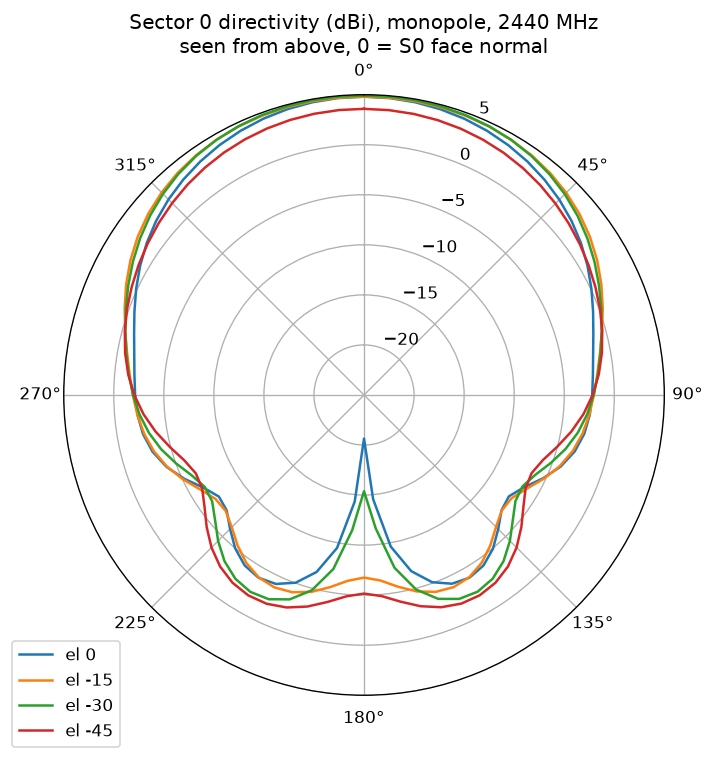 Sector 0 directivity (dBi), monopole, 2440 MHz
seen from above, 0 = S0 face normal
0°
5
315°
45°
0
−5
−10
−15
−20
270°
90°
225°
135°
180°
el 0
el -15
el -30
el -45